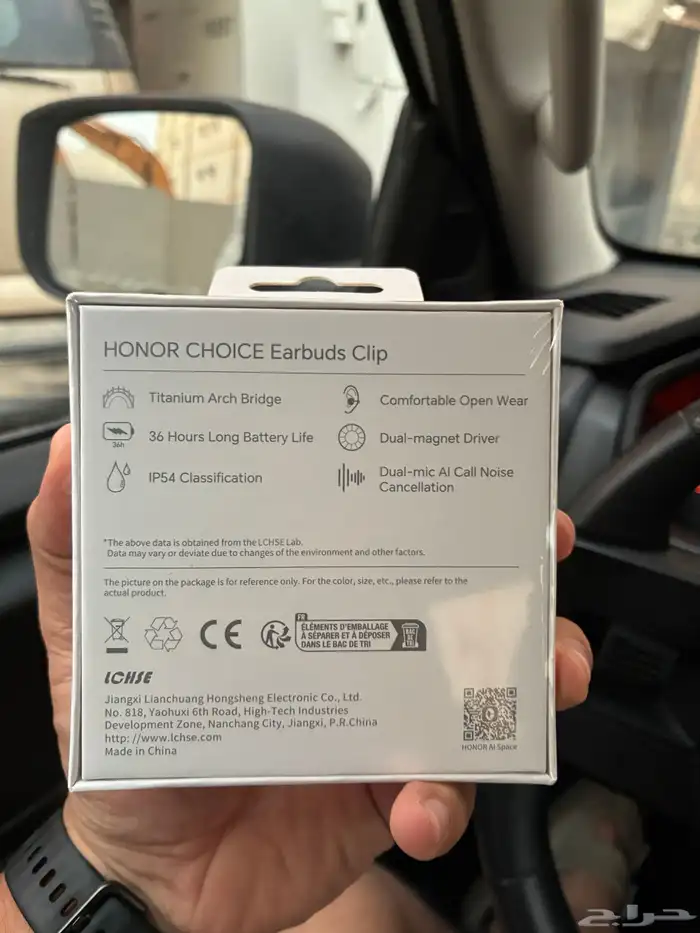 HONOR CHOICE Earbuds Clip
Titanium Arch Bridge
Comfortable Open Wear
36h
36 Hours Long Battery Life
Dual-magnet Driver
IP54 Classification
Dual-mic AI Call Noise
Cancellation
*The above data is obtained from the LCHSE Lab.
Data may vary or deviate due to changes of the environment and other factors.
The picture on the package is for reference only. For the color, size, etc., please refer to the
actual product.
CE
FR
ÉLÉMENTS D'EMBALLAGE
À SÉPARER ET À DÉPOSER
DANS LE BAC DE TRI
BAC
DE
TRI
LCHSE
Jiangxi Lianchuang Hongsheng Electronic Co., Ltd.
No. 818, Yaohuxi 6th Road, High-Tech Industries
Development Zone, Nanchang City, Jiangxi, P.R.China
http: //www.lchse.com
Made in China
HONOR AI Space
حراج